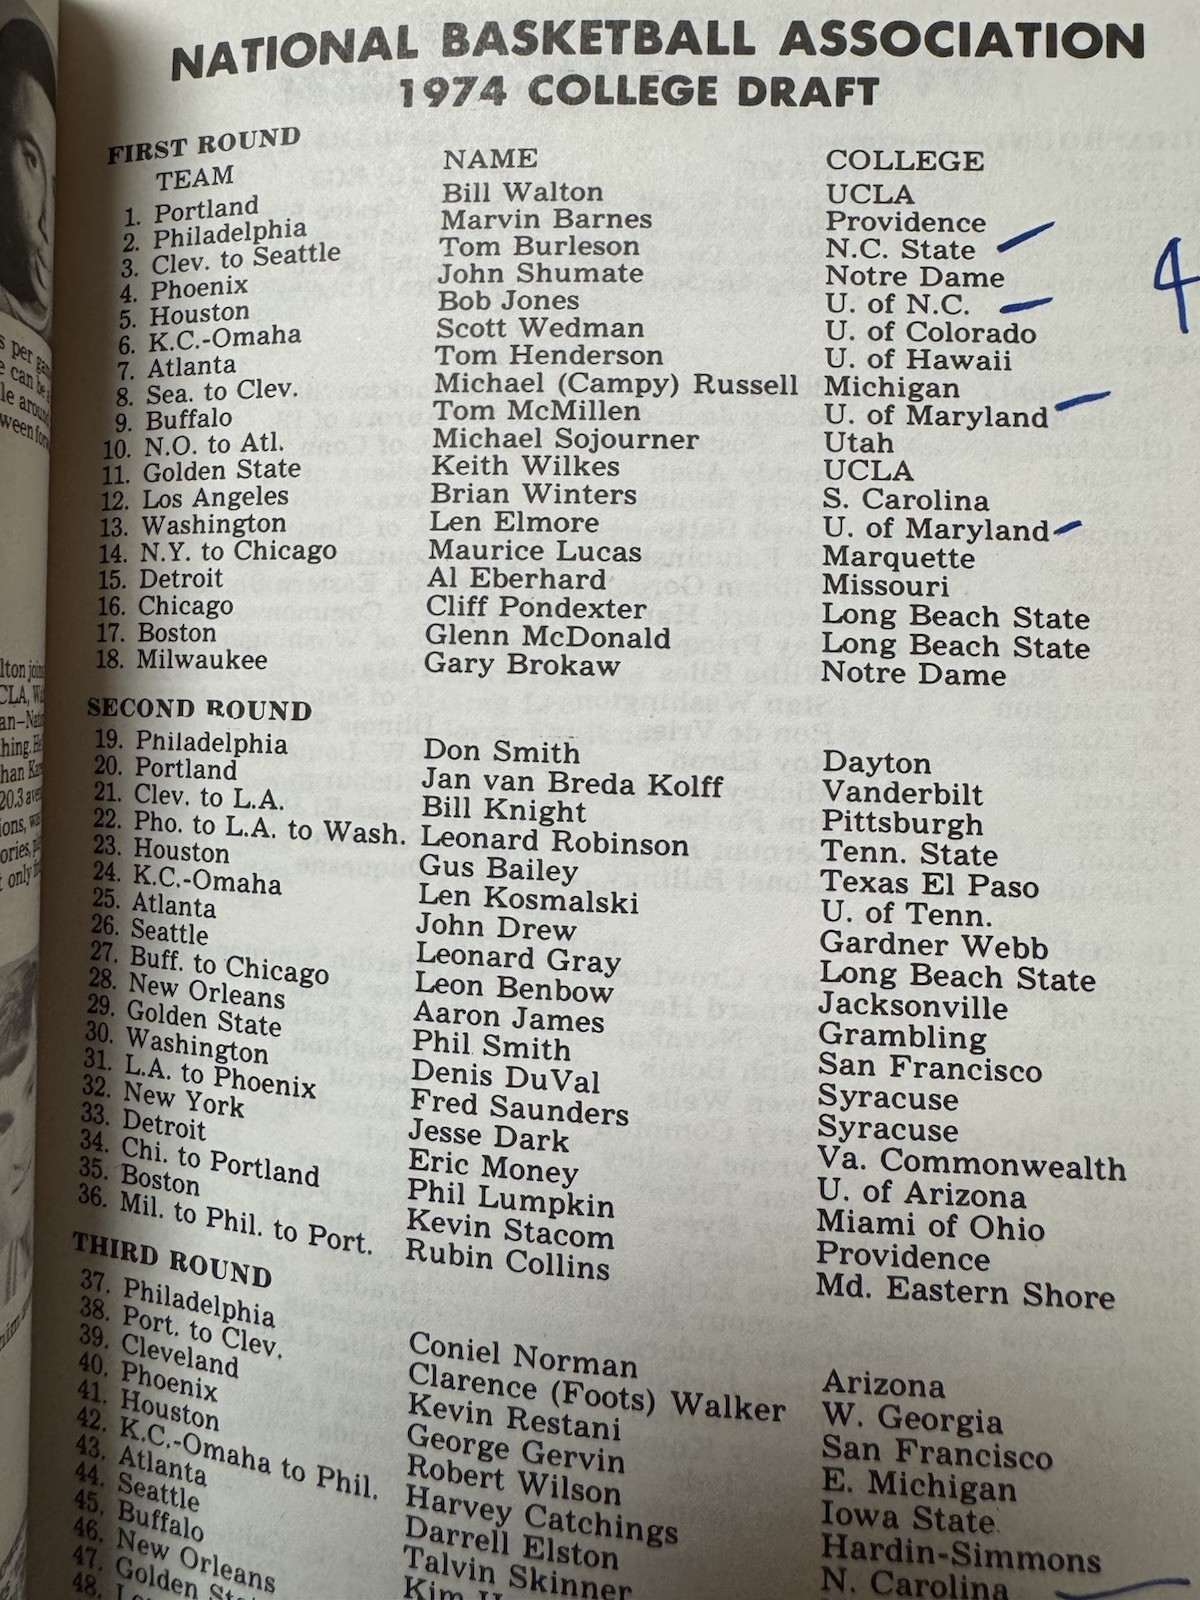 NATIONAL BASKETBALL ASSOCIATION
1974 COLLEGE DRAFT
FIRST ROUND
TEAM NAME COLLEGE
1. Portland Bill Walton UCLA
2. Philadelphia Marvin Barnes Providence
3. Clev. to Seattle Tom Burleson N.C. State
4. Phoenix John Shumate Notre Dame
5. Houston Bob Jones U. of N.C.
6. K.C.-Omaha Scott Wedman U. of Colorado
7. Atlanta Tom Henderson U. of Hawaii
8. Sea. to Clev. Michael (Campy) Russell Michigan
9. Buffalo Tom McMillen U. of Maryland
10. N.O. to Atl. Michael Sojourner Utah
11. Golden State Keith Wilkes UCLA
12. Los Angeles Brian Winters S. Carolina
13. Washington Len Elmore U. of Maryland
14. N.Y. to Chicago Maurice Lucas Marquette
15. Detroit Al Eberhard Missouri
16. Chicago Cliff Pondexter Long Beach State
17. Boston Glenn McDonald Long Beach State
18. Milwaukee Gary Brokaw Notre Dame
SECOND ROUND
19. Philadelphia Don Smith Dayton
20. Portland Jan van Breda Kolff Vanderbilt
21. Clev. to L.A. Bill Knight Pittsburgh
22. Pho. to L.A. to Wash. Leonard Robinson Tenn. State
23. Houston Gus Bailey Texas El Paso
24. K.C.-Omaha Len Kosmalski U. of Tenn.
25. Atlanta John Drew Gardner Webb
26. Seattle Leonard Gray Long Beach State
27. Buff. to Chicago Leon Benbow Jacksonville
28. New Orleans Aaron James Grambling
29. Golden State Phil Smith San Francisco
30. Washington Denis DuVal Syracuse
31. L.A. to Phoenix Fred Saunders Syracuse
32. New York Jesse Dark Va. Commonwealth
33. Detroit Eric Money U. of Arizona
34. Chi. to Portland Phil Lumpkin Miami of Ohio
35. Boston Kevin Stacom Providence
36. Mil. to Phil. to Port. Rubin Collins Md. Eastern Shore
THIRD ROUND
37. Philadelphia Coniel Norman Arizona
38. Port. to Clev. Clarence (Foots) Walker W. Georgia
39. Cleveland Kevin Restani San Francisco
40. Phoenix George Gervin E. Michigan
41. Houston Robert Wilson Iowa State
42. K.C.-Omaha to Phil. Harvey Catchings Hardin-Simmons
43. Atlanta Darrell Elston N. Carolina
44. Seattle Talvin Skinner
45. Buffalo Kim
46. New Orleans
47. Golden
48.
4